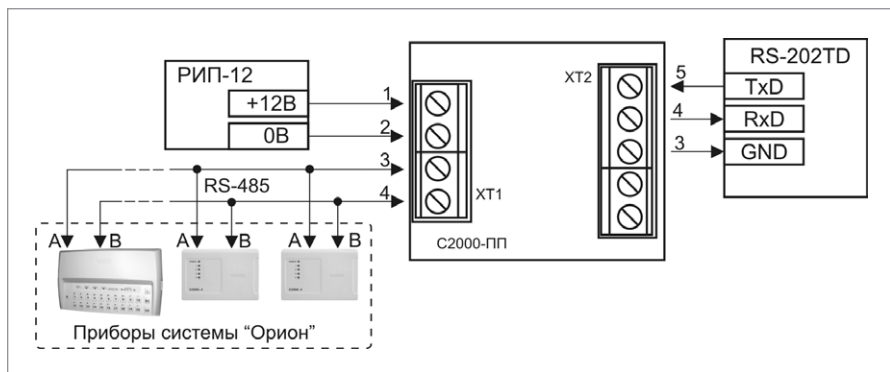 РИП-12
+12В
0В
1
2
3
4
RS-485
А
В
А
В
А
В
Приборы системы “Орион”
XT1
С2000-ПП
XT2
5
4
3
RS-202TD
TxD
RxD
GND